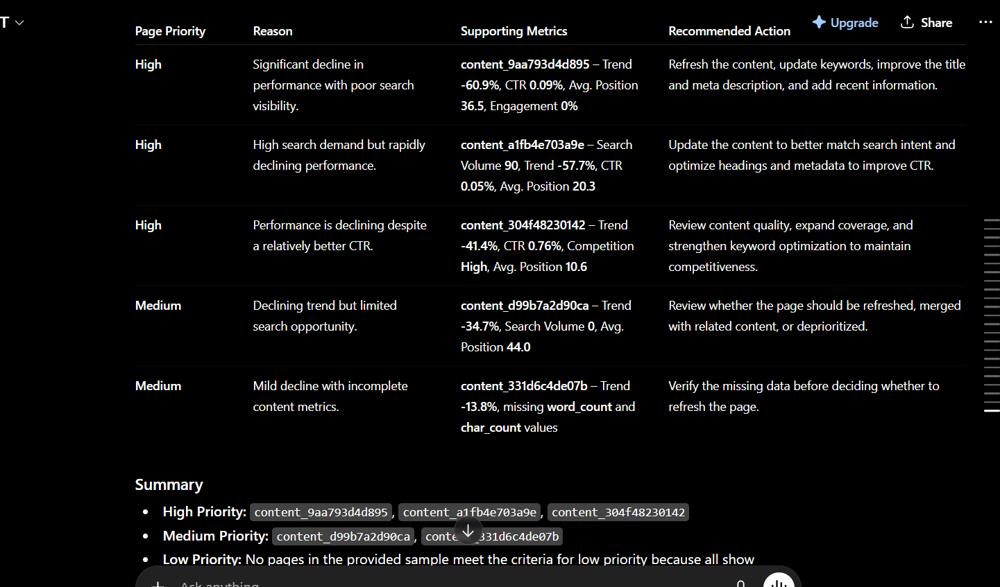 T
Upgrade
Share
Page Priority Reason Supporting Metrics Recommended Action
High
Significant decline in
performance with poor search
visibility.
content_9aa793d4d895 – Trend
-60.9%, CTR 0.09%, Avg. Position
36.5, Engagement 0%
Refresh the content, update keywords, improve the title
and meta description, and add recent information.
High
High search demand but rapidly
declining performance.
content_a1fb4e703a9e – Search
Volume 90, Trend -57.7%, CTR
0.05%, Avg. Position 20.3
Update the content to better match search intent and
optimize headings and metadata to improve CTR.
High
Performance is declining despite
a relatively better CTR.
content_304f48230142 – Trend
-41.4%, CTR 0.76%, Competition
High, Avg. Position 10.6
Review content quality, expand coverage, and
strengthen keyword optimization to maintain
competitiveness.
Medium
Declining trend but limited
search opportunity.
content_d99b7a2d90ca – Trend
-34.7%, Search Volume 0, Avg.
Position 44.0
Review whether the page should be refreshed, merged
with related content, or deprioritized.
Medium
Mild decline with incomplete
content metrics.
content_331d6c4de07b – Trend
-13.8%, missing word_count and
char_count values
Verify the missing data before deciding whether to
refresh the page.
Summary
• High Priority: content_9aa793d4d895, content_a1fb4e703a9e, content_304f48230142
• Medium Priority: content_d99b7a2d90ca, content_331d6c4de07b
• Low Priority: No pages in the provided sample meet the criteria for low priority because all show
Ask anything